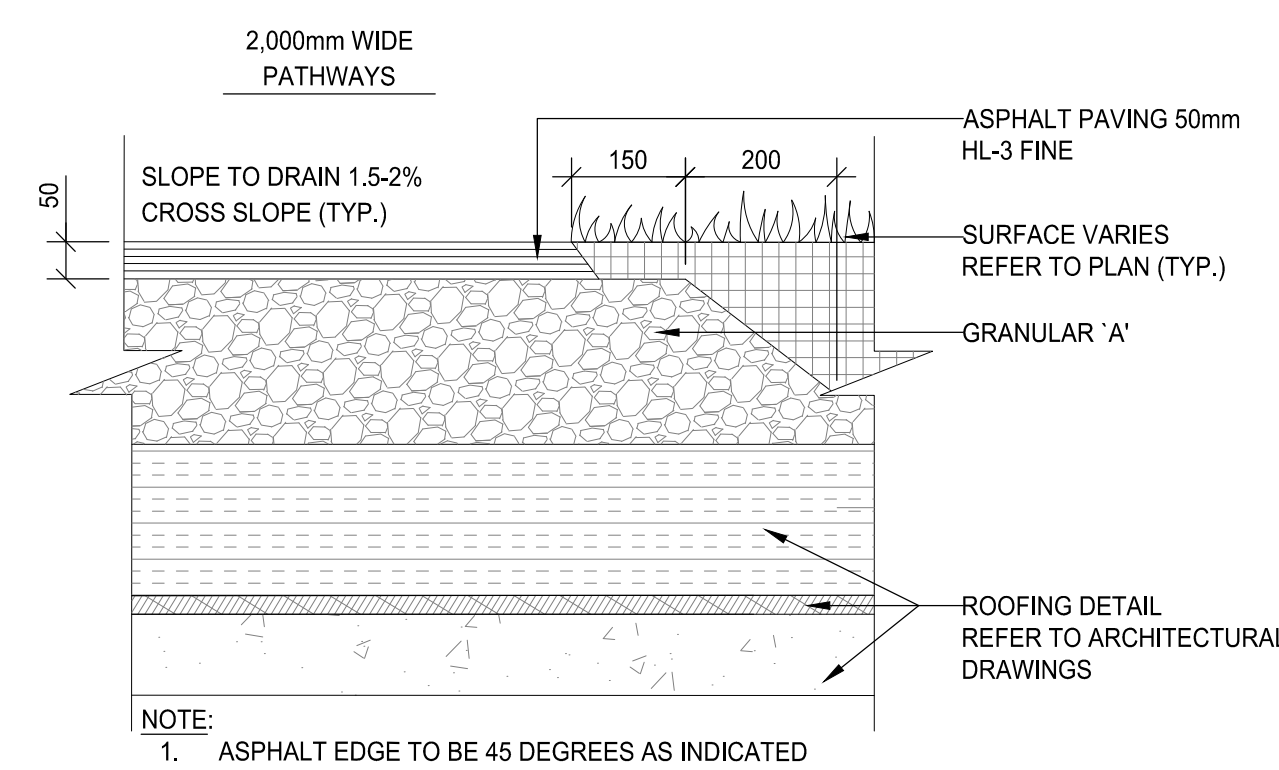 2,000mm WIDE
PATHWAYS
ASPHALT PAVING 50mm
HL-3 FINE
150
200
SLOPE TO DRAIN 1.5-2%
CROSS SLOPE (TYP.)
50
SURFACE VARIES
REFER TO PLAN (TYP.)
GRANULAR `A'
ROOFING DETAIL
REFER TO ARCHITECTURAL
DRAWINGS
NOTE:
1. ASPHALT EDGE TO BE 45 DEGREES AS INDICATED